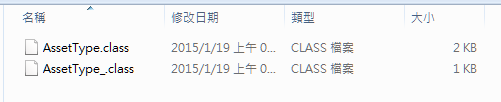 名稱 修改日期 類型 大小
AssetType.class 2015/1/19 上午 0... CLASS 檔案 2 KB
AssetType_.class 2015/1/19 上午 0... CLASS 檔案 1 KB